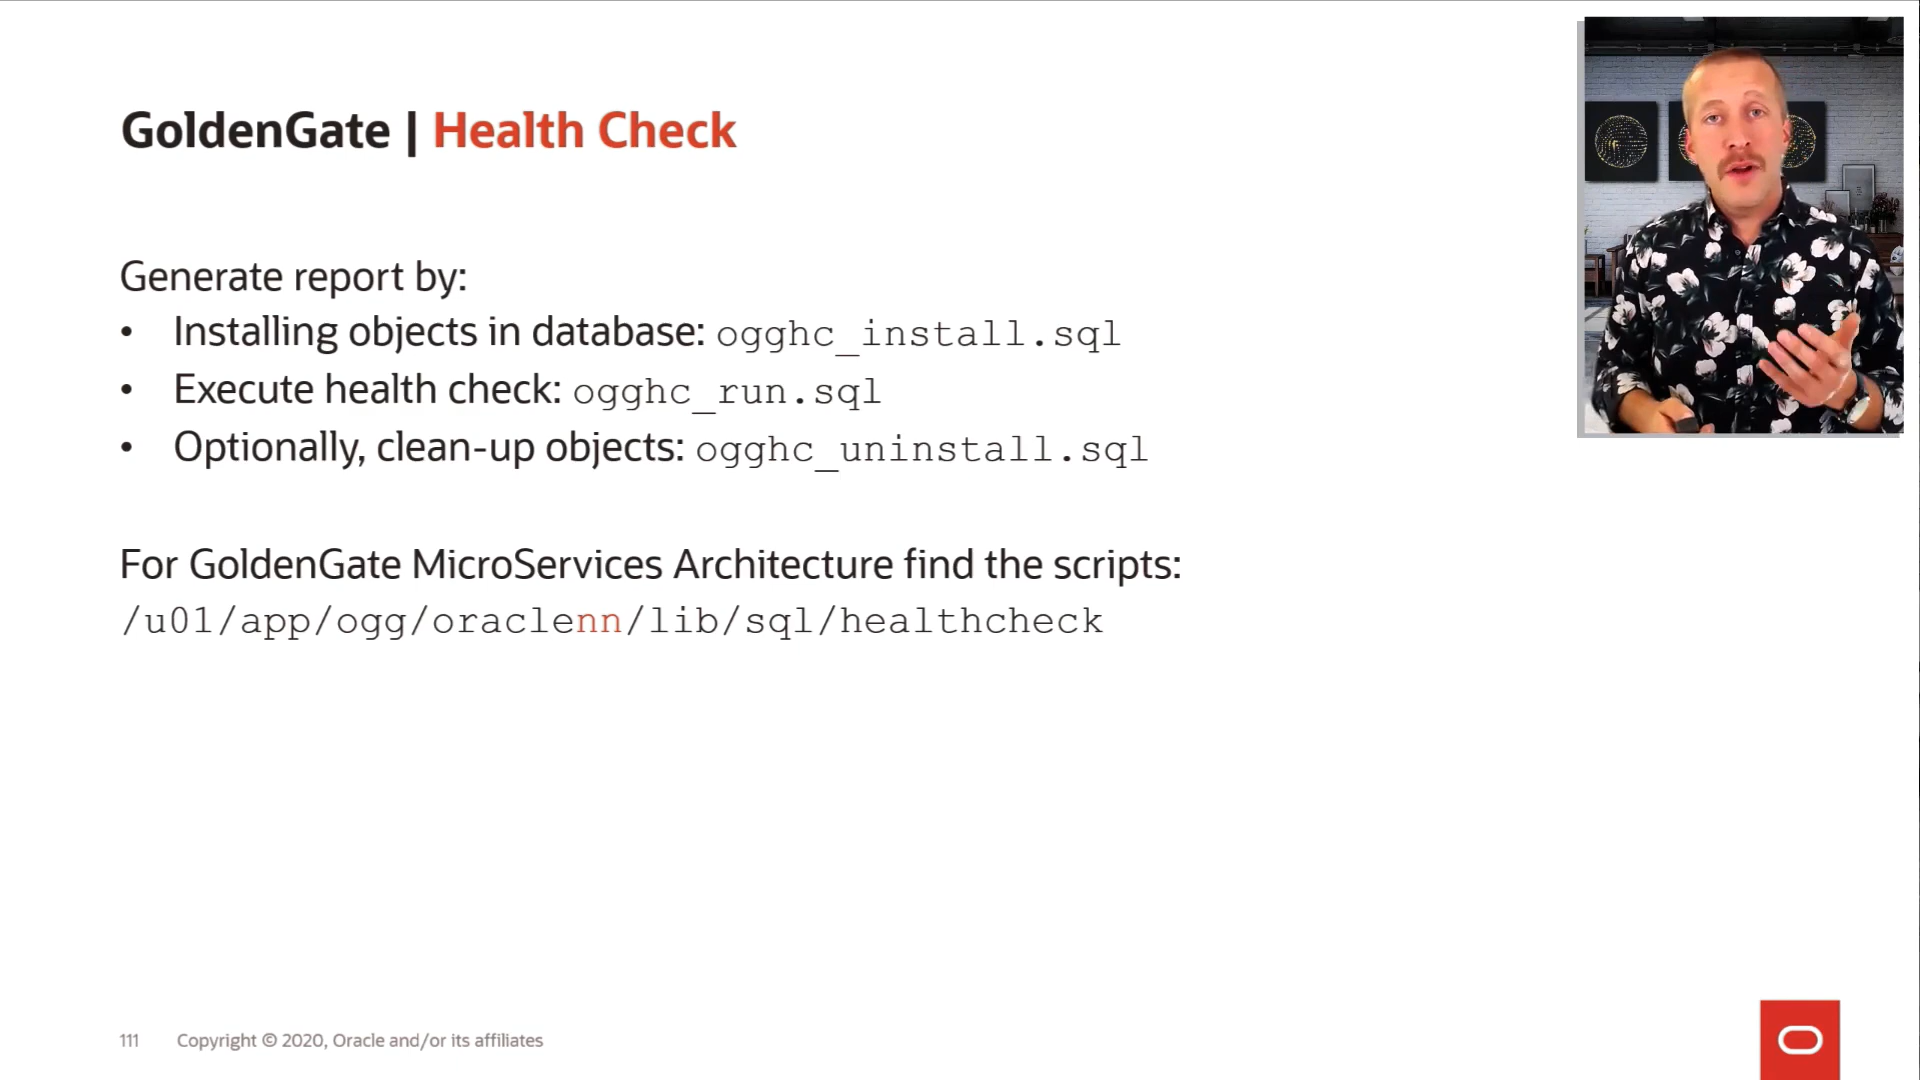 GoldenGate | Health Check
Generate report by:
• Installing objects in database: ogghc_install.sql
• Execute health check: ogghc_run.sql
• Optionally, clean-up objects: ogghc_uninstall.sql
For GoldenGate MicroServices Architecture find the scripts:
/u01/app/ogg/oraclenn/lib/sql/healthcheck
111 Copyright © 2020, Oracle and/or its affiliates